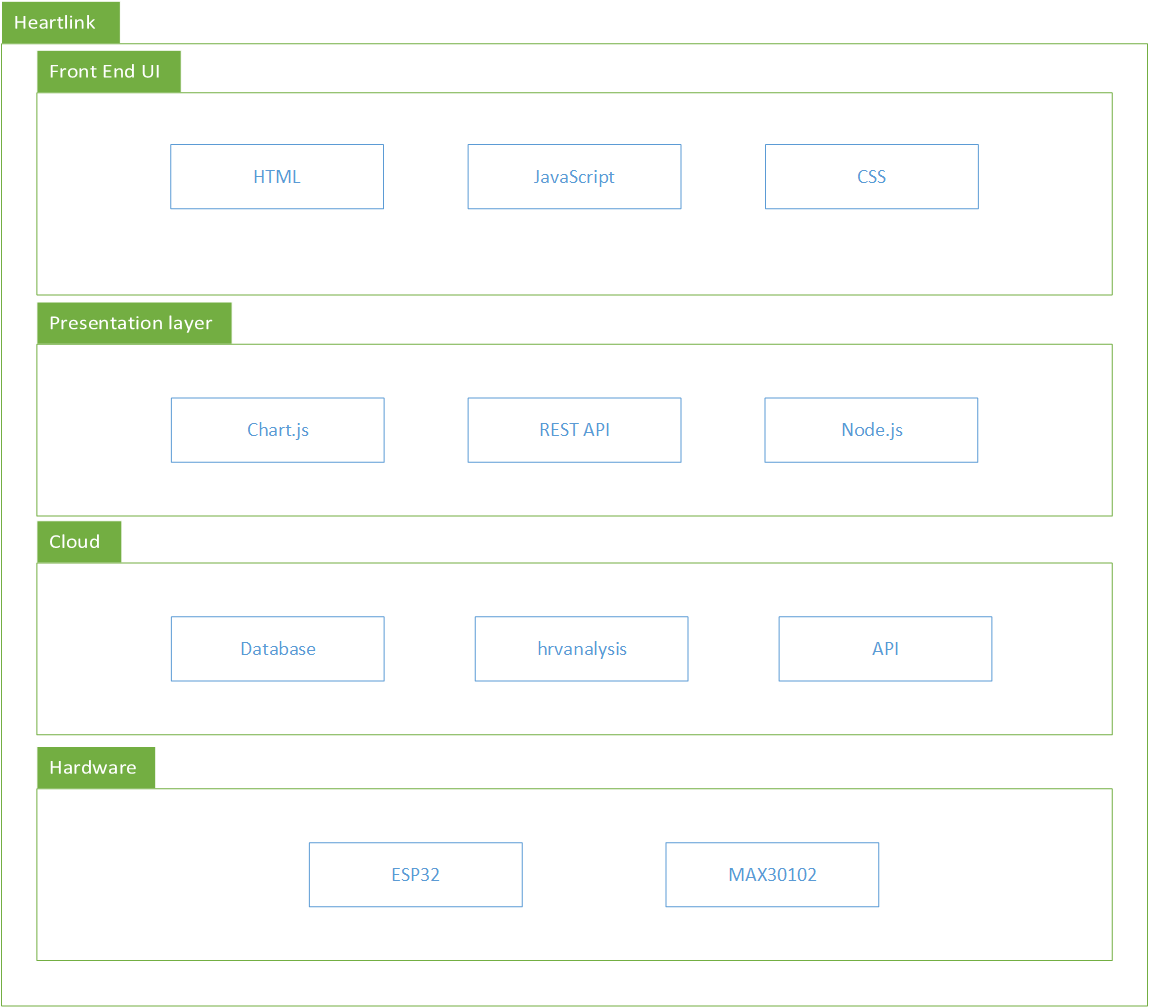 Heartlink
Front End UI
HTML
JavaScript
CSS
Presentation layer
Chart.js
REST API
Node.js
Cloud
Database
hrvanalysis
API
Hardware
ESP32
MAX30102